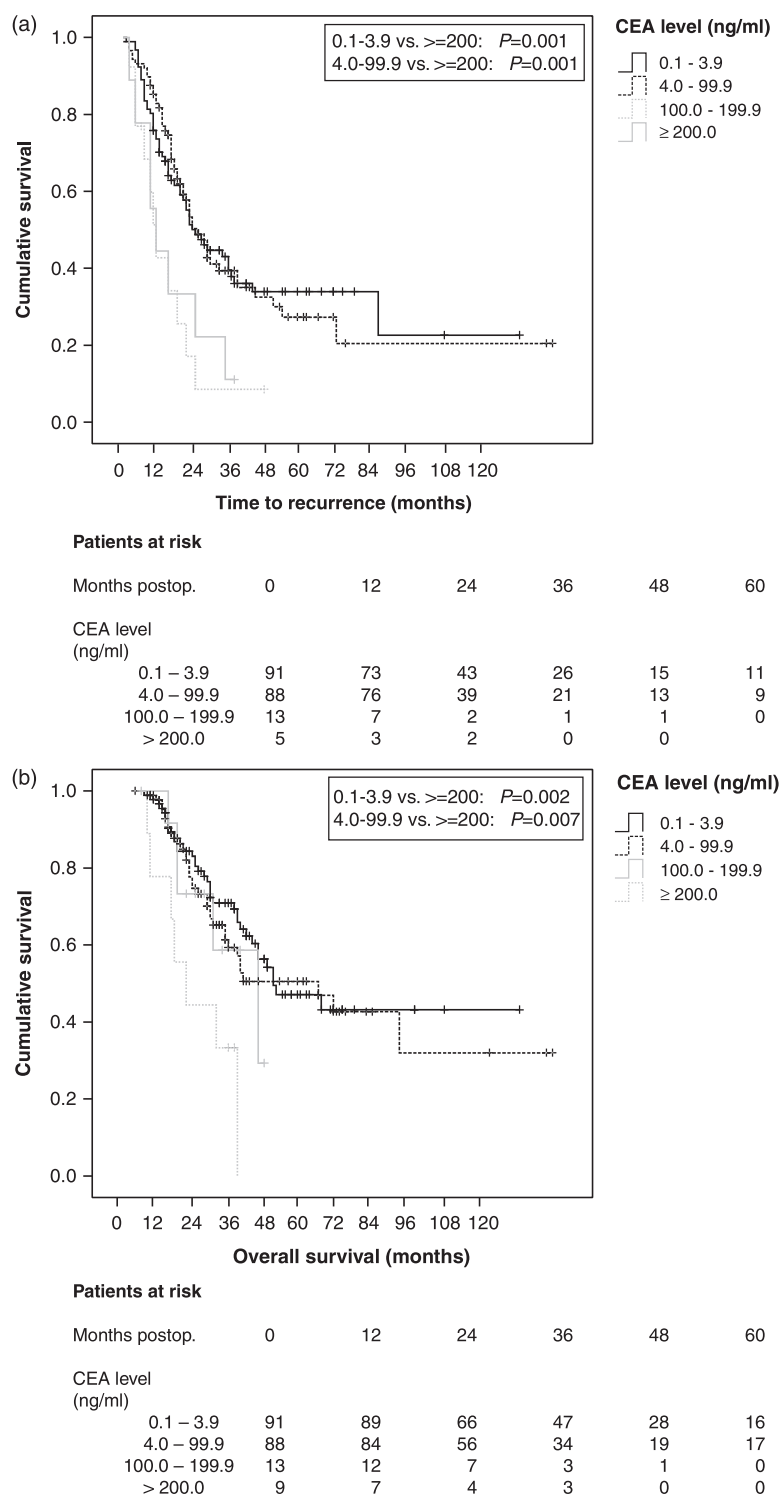 (a)
0.1-3.9 vs. >=200: P=0.001
4.0-99.9 vs. >=200: P=0.001
CEA level (ng/ml)
0.1 - 3.9
4.0 - 99.9
100.0 - 199.9
≥ 200.0
Cumulative survival
1.0
0.8
0.6
0.4
0.2
0.0
0 12 24 36 48 60 72 84 96 108 120
Time to recurrence (months)
Patients at risk
Months postop. 0 12 24 36 48 60
CEA level
(ng/ml)
0.1 – 3.9 91 73 43 26 15 11
4.0 – 99.9 88 76 39 21 13 9
100.0 – 199.9 13 7 2 1 1 0
> 200.0 5 3 2 0 0
(b)
0.1-3.9 vs. >=200: P=0.002
4.0-99.9 vs. >=200: P=0.007
CEA level (ng/ml)
0.1 - 3.9
4.0 - 99.9
100.0 - 199.9
≥ 200.0
Cumulative survival
1.0
0.8
0.6
0.4
0.2
0.0
0 12 24 36 48 60 72 84 96 108 120
Overall survival (months)
Patients at risk
Months postop. 0 12 24 36 48 60
CEA level
(ng/ml)
0.1 – 3.9 91 89 66 47 28 16
4.0 – 99.9 88 84 56 34 19 17
100.0 – 199.9 13 12 7 3 1 0
> 200.0 9 7 4 3 0 0